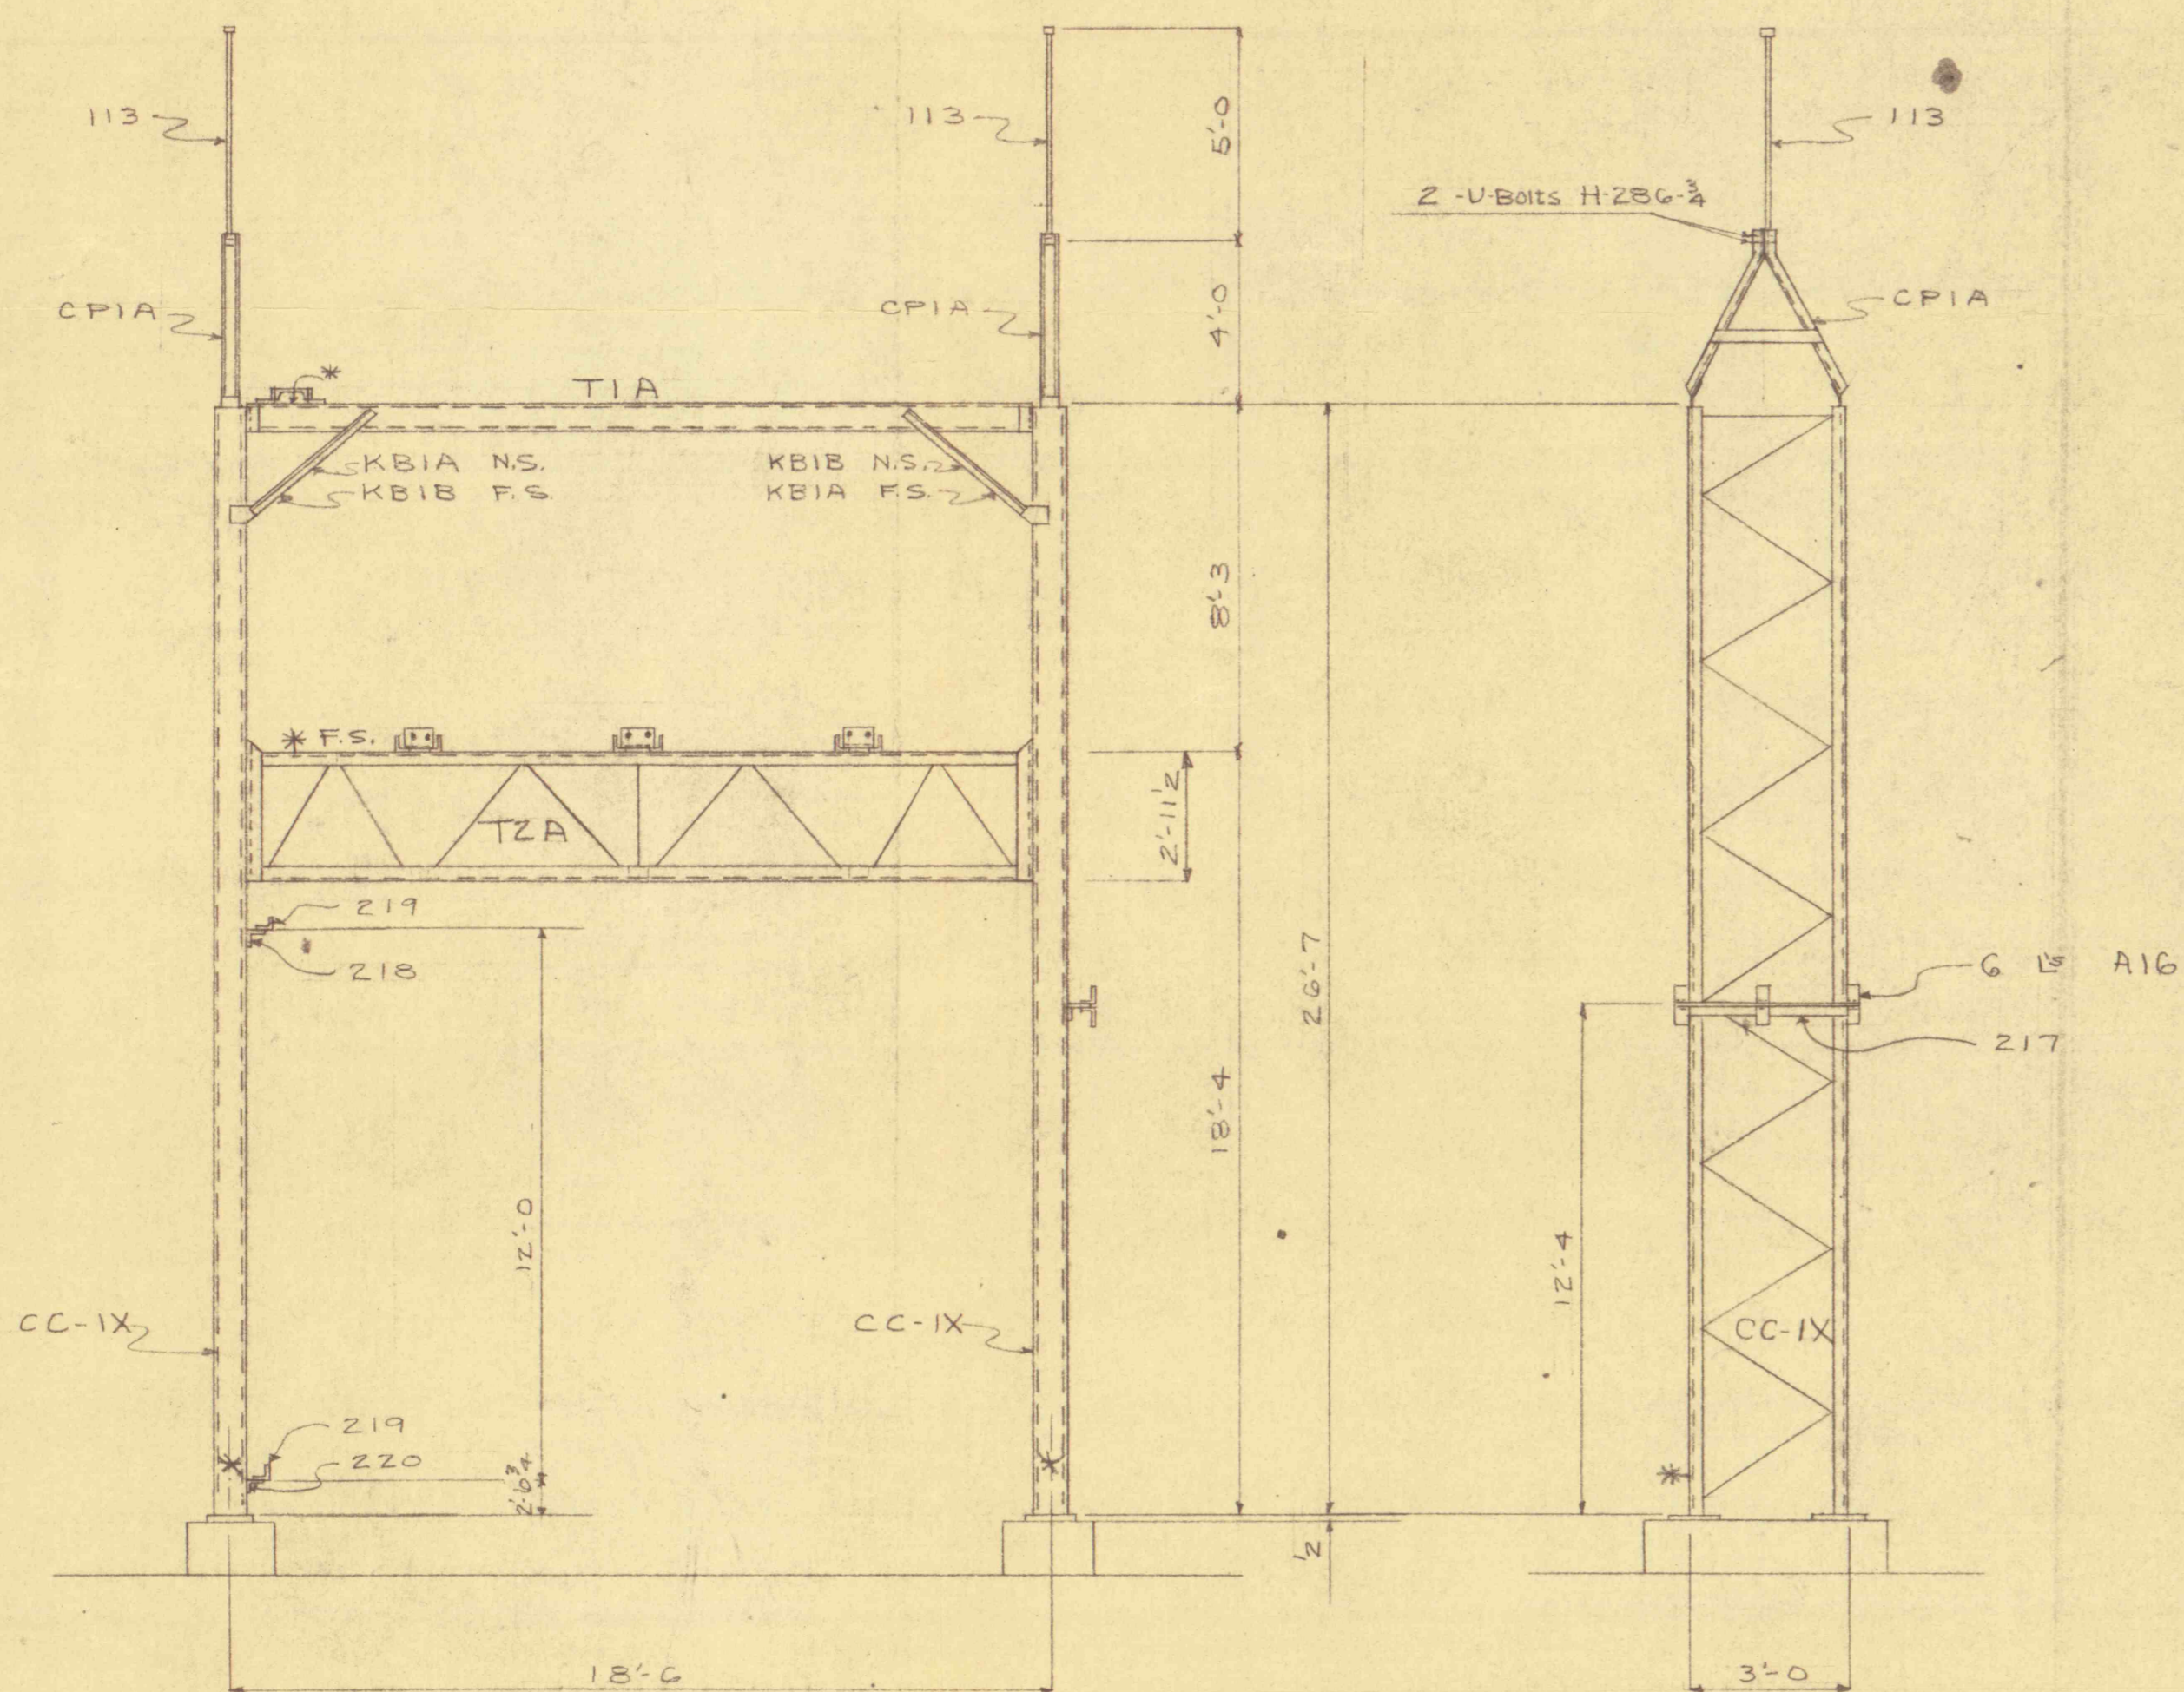 113
113
5'-0
113
2 -U-Bolts H-286-3/4
CP1A
CP1A
4'-0
CP1A
*
T1A
KB1A N.S.
KB1B F.S.
KB1B N.S.
KB1A F.S.
8'-3
* F.S.
T2A
2'-11 1/2
219
218
26'-7
6 Ls A16
217
12'-0
18'-4
12'-4
CC-1X
CC-1X
CC-1X
219
220
*
*
*
2'-6 3/4
1/2
18'-6
3'-0